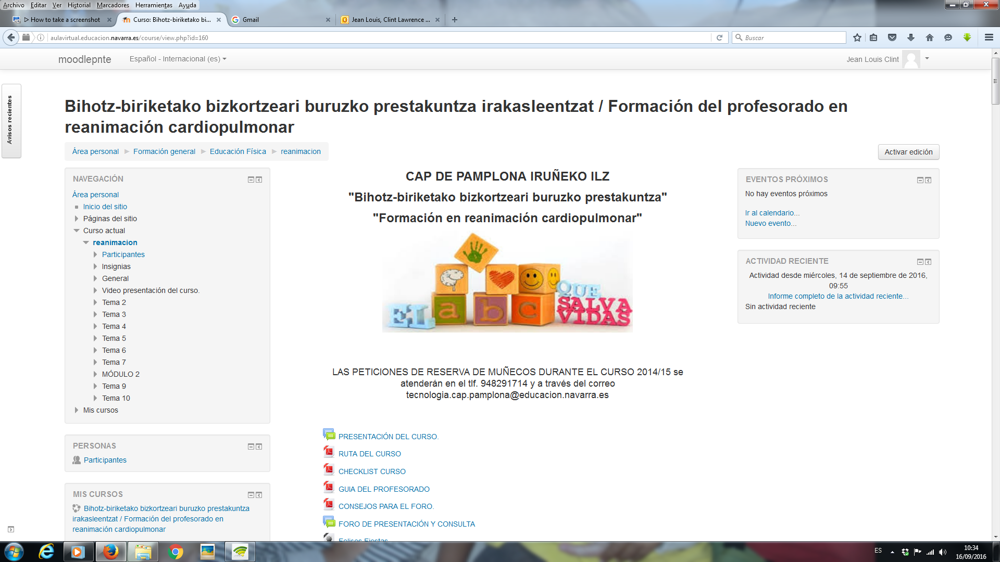 Archivo Editar Ver Historial Marcadores Herramientas Ayuda
▷ How to take a screenshot
Curso: Bihotz-biriketako bi...
Gmail
Jean Louis, Clint Lawrence ...
aulavirtual.educacion.navarra.es/course/view.php?id=160
Buscar
moodlepnte
Español - Internacional (es)
Jean Louis Clint
Avisos recientes
Bihotz-biriketako bizkortzeari buruzko prestakuntza irakasleentzat / Formación del profesorado en
reanimación cardiopulmonar
Área personal
Formación general
Educación Física
reanimacion
Activar edición
NAVEGACIÓN
Área personal
Inicio del sitio
Páginas del sitio
Curso actual
reanimacion
Participantes
Insignias
General
Video presentación del curso.
Tema 2
Tema 3
Tema 4
Tema 5
Tema 6
Tema 7
MÓDULO 2
Tema 9
Tema 10
Mis cursos
PERSONAS
Participantes
MIS CURSOS
Bihotz-biriketako bizkortzeari buruzko prestakuntza
irakasleentzat / Formación del profesorado en
reanimación cardiopulmonar
CAP DE PAMPLONA IRUÑEKO ILZ
"Bihotz-biriketako bizkortzeari buruzko prestakuntza"
"Formación en reanimación cardiopulmonar"
EL a b c QUE
SALVA
VIDAS
LAS PETICIONES DE RESERVA DE MUÑECOS DURANTE EL CURSO 2014/15 se
atenderán en el tlf. 948291714 y a través del correo
tecnologia.cap.pamplona@educacion.navarra.es
PRESENTACIÓN DEL CURSO.
RUTA DEL CURSO
CHECKLIST CURSO
GUIA DEL PROFESORADO
CONSEJOS PARA EL FORO.
FORO DE PRESENTACIÓN Y CONSULTA
Felices Fiestas
EVENTOS PRÓXIMOS
No hay eventos próximos
Ir al calendario...
Nuevo evento...
ACTIVIDAD RECIENTE
Actividad desde miércoles, 14 de septiembre de 2016,
09:55
Informe completo de la actividad reciente...
Sin actividad reciente
ES
10:34
16/09/2016